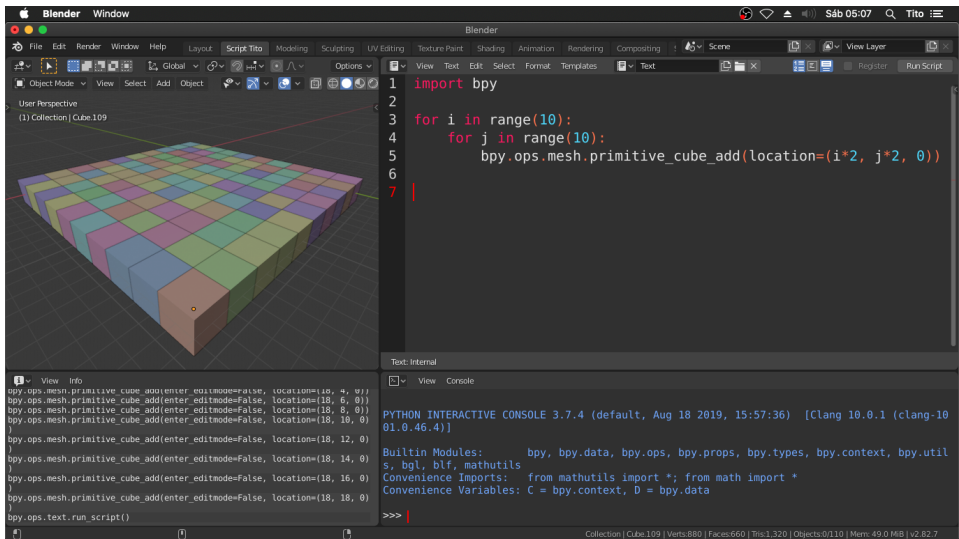 Blender Window Sáb 05:07 Tito
Blender
File Edit Render Window Help Layout Script Tito Modeling Sculpting UV Editing Texture Paint Shading Animation Rendering Compositing Scene View Layer
Global Options View Text Edit Select Format Templates Text Register Run Script
Object Mode View Select Add Object
User Perspective
(1) Collection | Cube.109
1 import bpy
2
3 for i in range(10):
4 for j in range(10):
5 bpy.ops.mesh.primitive_cube_add(location=(i*2, j*2, 0))
6
7
Text: Internal
View Info
bpy.ops.mesh.primitive_cube_add(enter_editmode=False, location=(18, 4, 0))
bpy.ops.mesh.primitive_cube_add(enter_editmode=False, location=(18, 6, 0))
bpy.ops.mesh.primitive_cube_add(enter_editmode=False, location=(18, 8, 0))
bpy.ops.mesh.primitive_cube_add(enter_editmode=False, location=(18, 10, 0)
)
bpy.ops.mesh.primitive_cube_add(enter_editmode=False, location=(18, 12, 0)
)
bpy.ops.mesh.primitive_cube_add(enter_editmode=False, location=(18, 14, 0)
)
bpy.ops.mesh.primitive_cube_add(enter_editmode=False, location=(18, 16, 0)
)
bpy.ops.mesh.primitive_cube_add(enter_editmode=False, location=(18, 18, 0)
)
bpy.ops.text.run_script()
View Console
PYTHON INTERACTIVE CONSOLE 3.7.4 (default, Aug 18 2019, 15:57:36) [Clang 10.0.1 (clang-10
01.0.46.4)]
Builtin Modules: bpy, bpy.data, bpy.ops, bpy.props, bpy.types, bpy.context, bpy.util
s, bgl, blf, mathutils
Convenience Imports: from mathutils import *; from math import *
Convenience Variables: C = bpy.context, D = bpy.data
>>>
Collection | Cube.109 | Verts:880 | Faces:660 | Tris:1,320 | Objects:0/110 | Mem: 49.0 MiB | v2.82.7